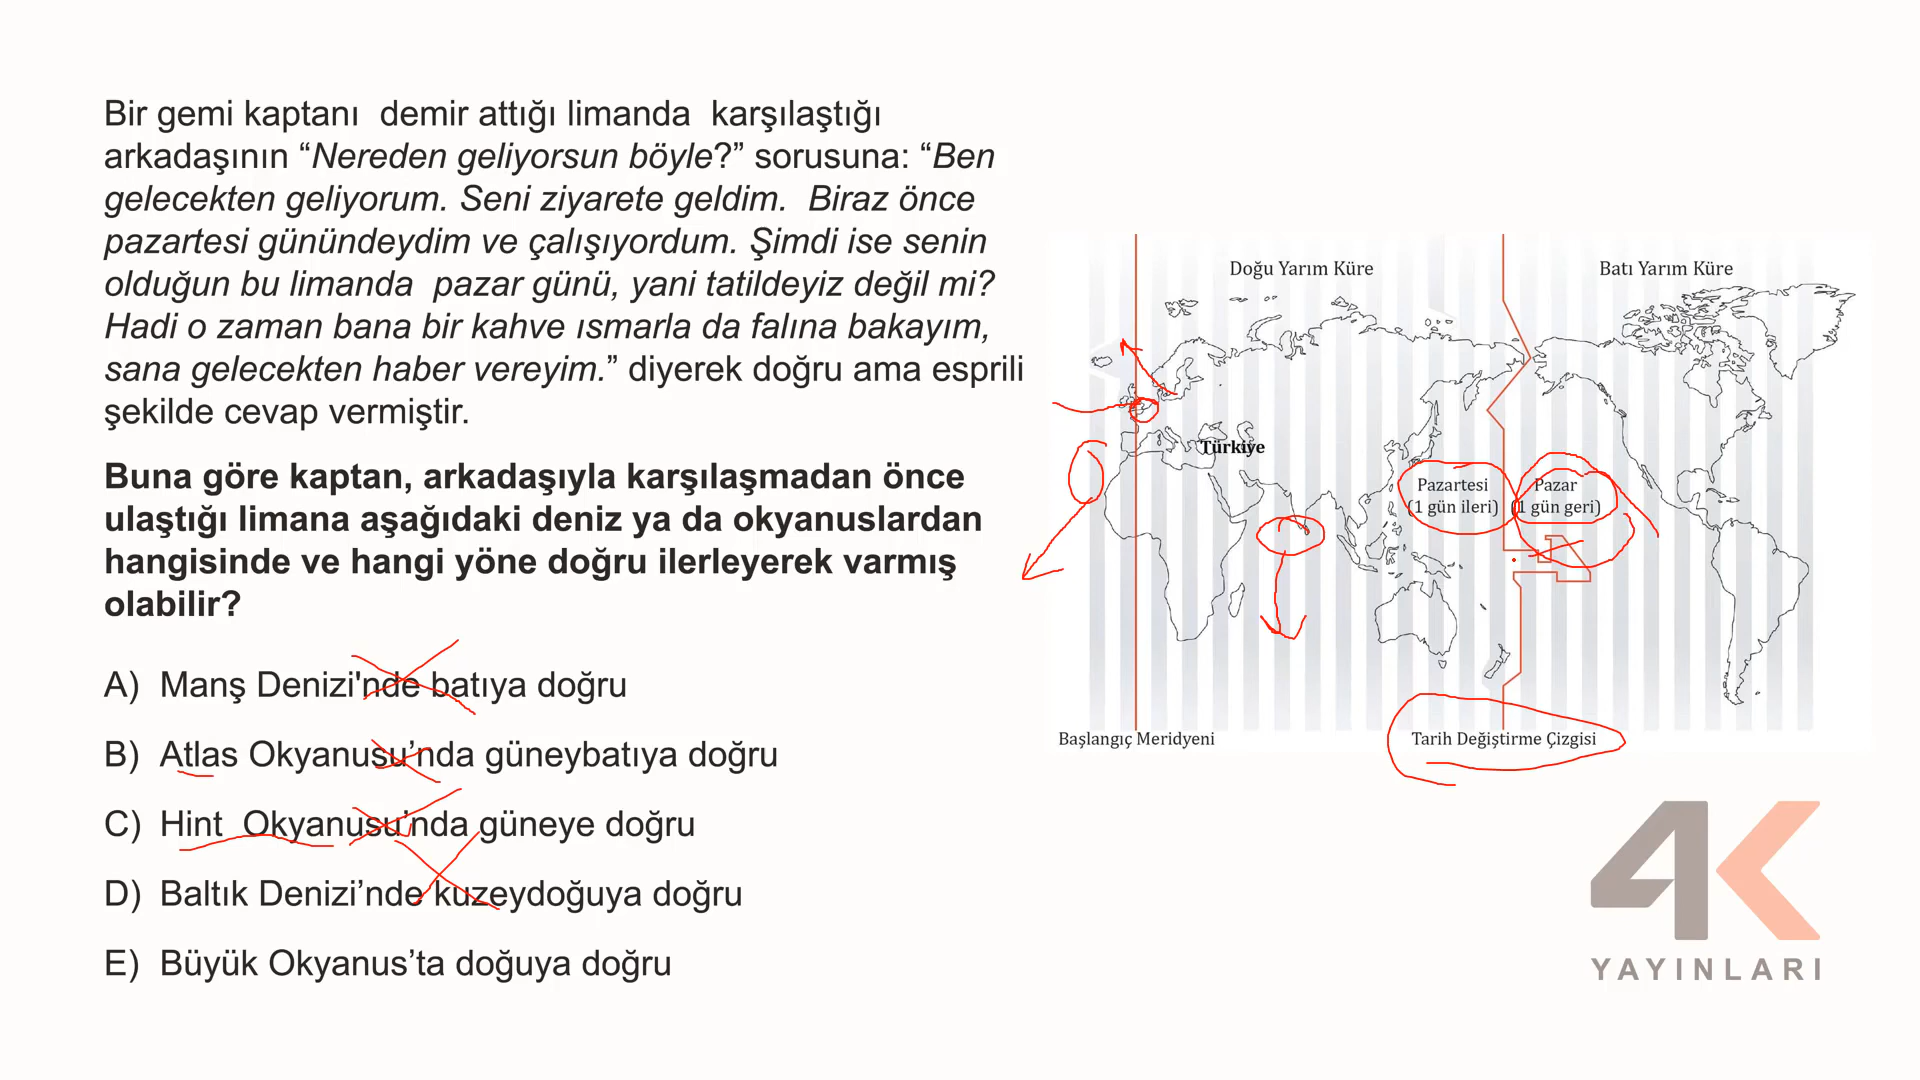 Bir gemi kaptanı demir attığı limanda karşılaştığı
arkadaşının “Nereden geliyorsun böyle?” sorusuna: “Ben
gelecekten geliyorum. Seni ziyarete geldim. Biraz önce
pazartesi günündeydim ve çalışıyordum. Şimdi ise senin
olduğun bu limanda pazar günü, yani tatildeyiz değil mi?
Hadi o zaman bana bir kahve ısmarla da falına bakayım,
sana gelecekten haber vereyim.” diyerek doğru ama esprili
şekilde cevap vermiştir.
Buna göre kaptan, arkadaşıyla karşılaşmadan önce
ulaştığı limana aşağıdaki deniz ya da okyanuslardan
hangisinde ve hangi yöne doğru ilerleyerek varmış
olabilir?
A) Manş Denizi'nde batıya doğru
B) Atlas Okyanusu’nda güneybatıya doğru
C) Hint Okyanusu’nda güneye doğru
D) Baltık Denizi’nde kuzeydoğuya doğru
E) Büyük Okyanus’ta doğuya doğru
Doğu Yarım Küre
Batı Yarım Küre
Türkiye
Pazartesi
(1 gün ileri)
Pazar
(1 gün geri)
Başlangıç Meridyeni
Tarih Değiştirme Çizgisi
4K
YAYINLARI